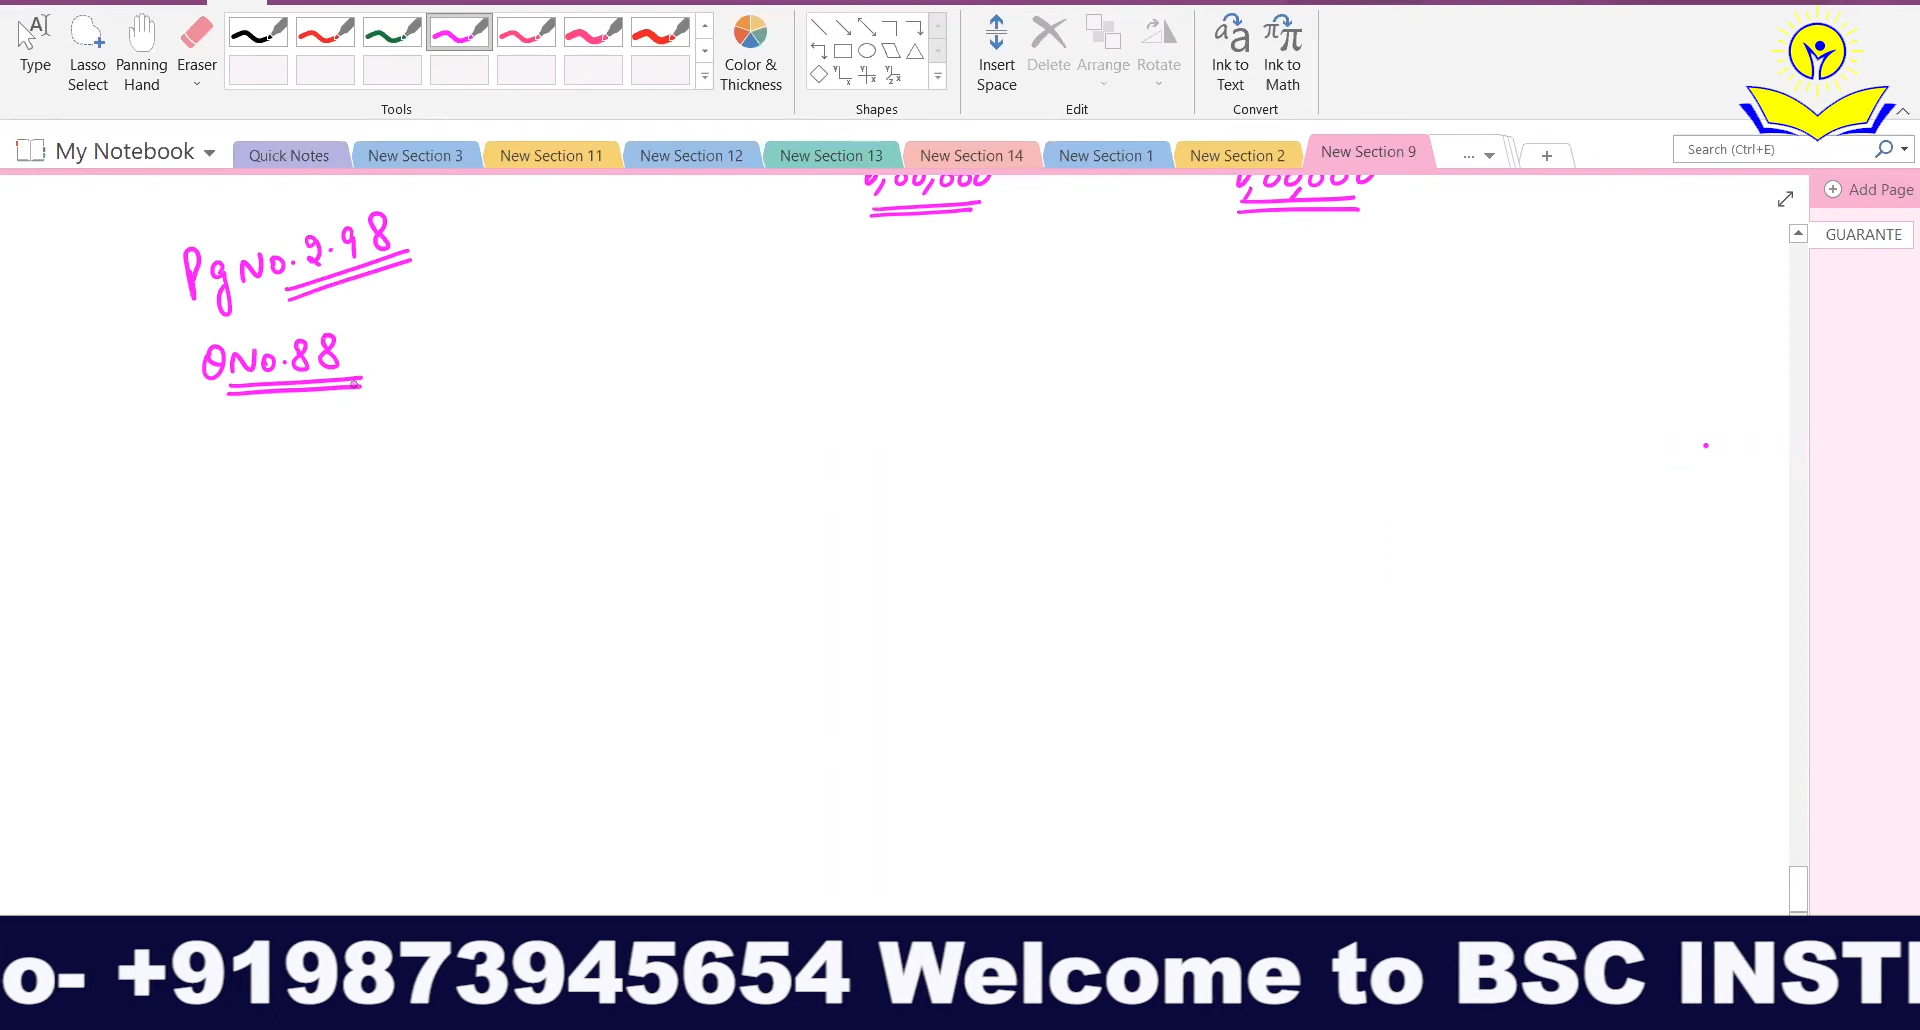 Type
Lasso Select
Panning Hand
Eraser
Color & Thickness
Insert Space
Delete
Arrange
Rotate
Ink to Text
Ink to Math
Tools
Shapes
Edit
Convert
My Notebook
Quick Notes
New Section 3
New Section 11
New Section 12
New Section 13
New Section 14
New Section 1
New Section 2
New Section 9
...
Search (Ctrl+E)
Add Page
GUARANTE
Pg No. 2.98
Q No. 88
o- +919873945654 Welcome to BSC INSTI